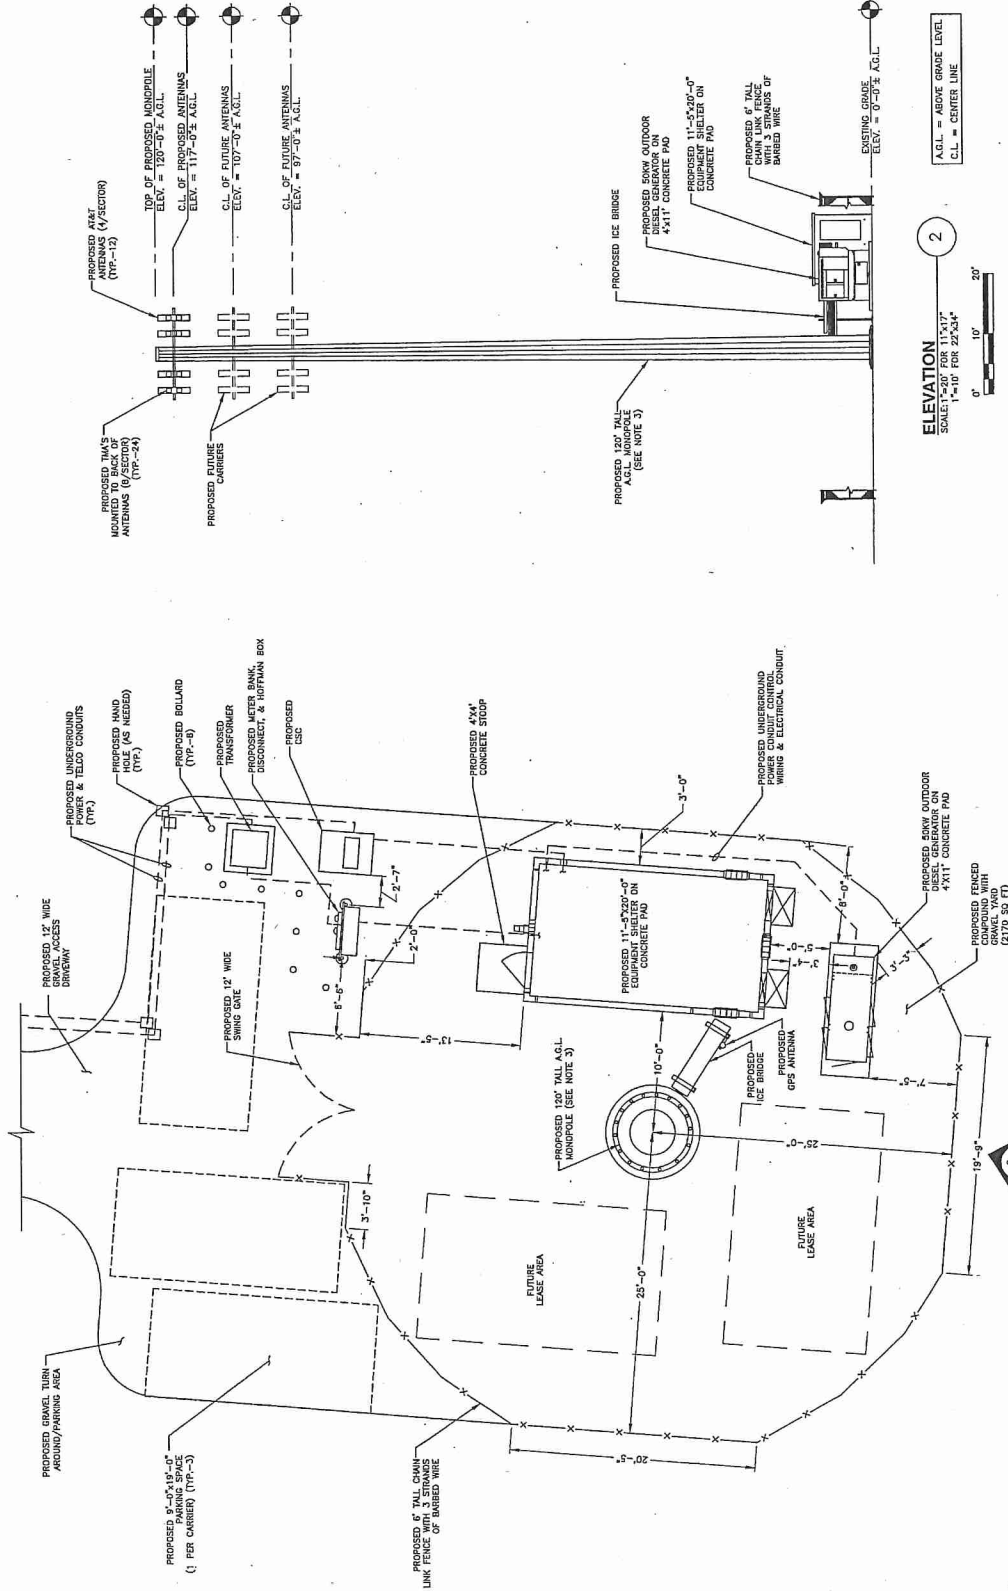 PROPOSED GRAVEL TURN
AROUND/PARKING AREA
PROPOSED 9'-0"x19'-0"
PARKING SPACE
(1 PER CARRIER) (TYP.-3)
PROPOSED 6' TALL CHAIN
LINK FENCE WITH 3 STRANDS
OF BARBED WIRE
PROPOSED 12' WIDE
GRAVEL ACCESS
DRIVEWAY
PROPOSED UNDERGROUND
POWER & TELCO CONDUITS
(TYP.)
PROPOSED HAND
HOLE (AS NEEDED)
(TYP.)
PROPOSED BOLLARD
(TYP.-8)
PROPOSED
TRANSFORMER
PROPOSED METER BANK,
DISCONNECT, & HOFFMAN BOX
PROPOSED
CSC
PROPOSED 4'X4'
CONCRETE STOOP
PROPOSED 12' WIDE
SWING GATE
3'-10"
6'-6"
2'-0"
2'-7"
13'-5"
3'-0"
PROPOSED 11'-5"x20'-0"
EQUIPMENT SHELTER ON
CONCRETE PAD
PROPOSED UNDERGROUND
POWER CONDUIT CONTROL
WIRING & ELECTRICAL CONDUIT
PROPOSED 120' TALL A.G.L.
MONOPOLE (SEE NOTE 3)
10'-0"
PROPOSED
ICE BRIDGE
PROPOSED
GPS ANTENNA
5'-0"
3'-4"
8'-0"
3'-3"
7'-5"
PROPOSED 50KW OUTDOOR
DIESEL GENERATOR ON
4'X11' CONCRETE PAD
PROPOSED FENCED
COMPOUND WITH
GRAVEL YARD
(2170 SQ FT)
FUTURE
LEASE AREA
FUTURE
LEASE AREA
25'-0"
25'-0"
20'-5"
19'-9"
PROPOSED TMA'S
MOUNTED TO BACK OF
ANTENNAS (8/SECTOR)
(TYP.-24)
PROPOSED AT&T
ANTENNAS (4/SECTOR)
(TYP.-12)
TOP OF PROPOSED MONOPOLE
ELEV. = 120'-0"± A.G.L.
C.L. OF PROPOSED ANTENNAS
ELEV. = 117'-0"± A.G.L.
C.L. OF FUTURE ANTENNAS
ELEV. = 107'-0"± A.G.L.
C.L. OF FUTURE ANTENNAS
ELEV. = 97'-0"± A.G.L.
PROPOSED FUTURE
CARRIERS
PROPOSED 120' TALL
A.G.L. MONOPOLE
(SEE NOTE 3)
PROPOSED ICE BRIDGE
PROPOSED 50KW OUTDOOR
DIESEL GENERATOR ON
4'x11' CONCRETE PAD
PROPOSED 11'-5"x20'-0"
EQUIPMENT SHELTER ON
CONCRETE PAD
PROPOSED 6' TALL
CHAIN LINK FENCE
WITH 3 STRANDS OF
BARBED WIRE
EXISTING GRADE
ELEV. = 0'-0"± A.G.L.
ELEVATION
SCALE: 1"=20' FOR 11"x17"
1"=10' FOR 22"x34"
2
0' 10' 20'
A.G.L. = ABOVE GRADE LEVEL
C.L. = CENTER LINE